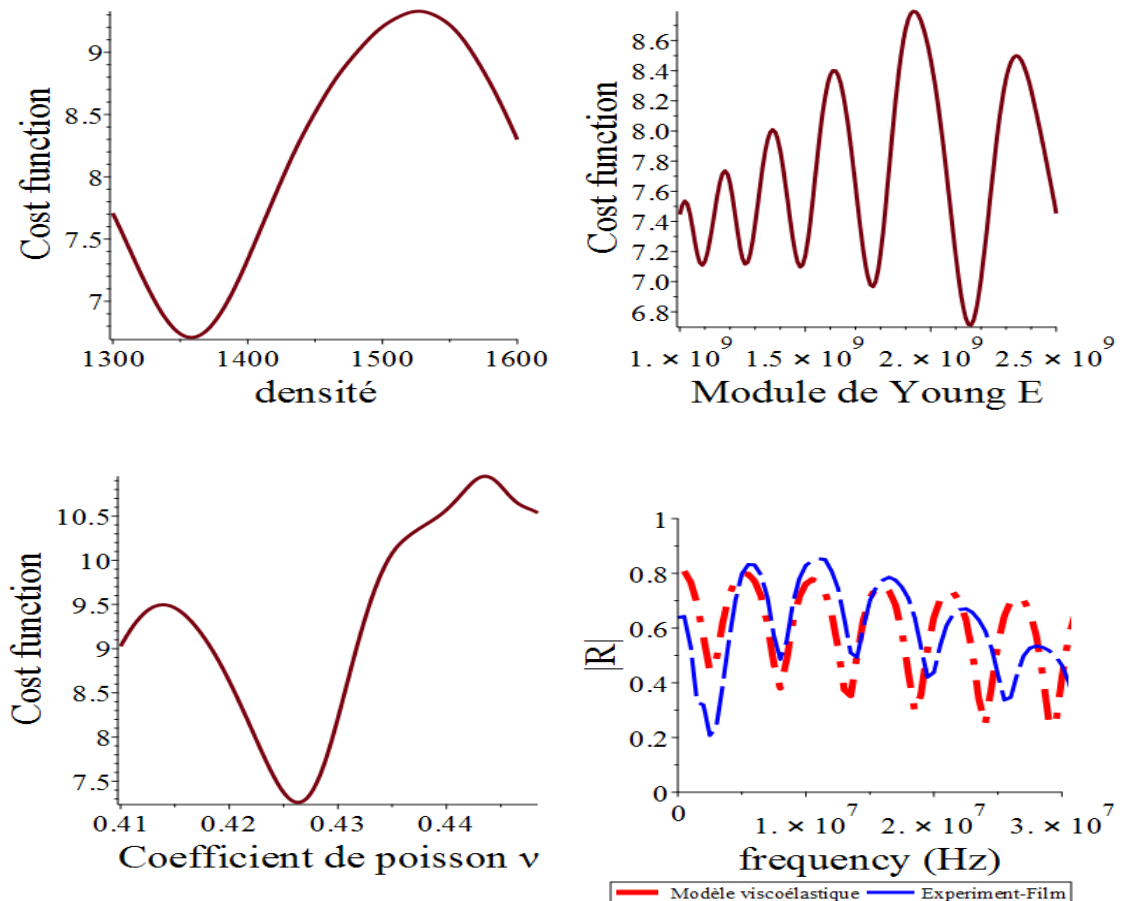 Cost function
9
8.5
8
7.5
7
1300 1400 1500 1600
densité
Cost function
8.6
8.4
8.2
8.0
7.8
7.6
7.4
7.2
7.0
6.8
1. × 10^9 1.5 × 10^9 2. × 10^9 2.5 × 10^9
Module de Young E
Cost function
10.5
10
9.5
9
8.5
8
7.5
0.41 0.42 0.43 0.44
Coefficient de poisson ν
|R|
1
0.8
0.6
0.4
0.2
0
0 1. × 10^7 2. × 10^7 3. × 10^7
frequency (Hz)
Modèle viscoélastique Experiment-Film